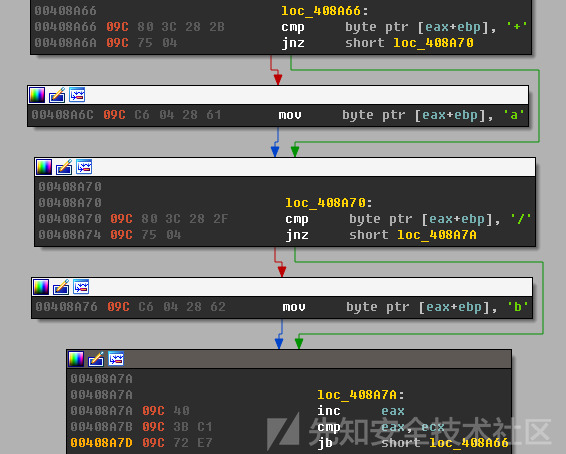 00408A66 loc_408A66:
00408A66 09C 80 3C 28 2B cmp byte ptr [eax+ebp], '+'
00408A6A 09C 75 04 jnz short loc_408A70
00408A6C 09C C6 04 28 61 mov byte ptr [eax+ebp], 'a'
00408A70
00408A70 loc_408A70:
00408A70 09C 80 3C 28 2F cmp byte ptr [eax+ebp], '/'
00408A74 09C 75 04 jnz short loc_408A7A
00408A76 09C C6 04 28 62 mov byte ptr [eax+ebp], 'b'
00408A7A
00408A7A loc_408A7A:
00408A7A 09C 40 inc eax
00408A7B 09C 3B C1 cmp eax, ecx
00408A7D 09C 72 E7 jb short loc_408A66
先知安全技术社区